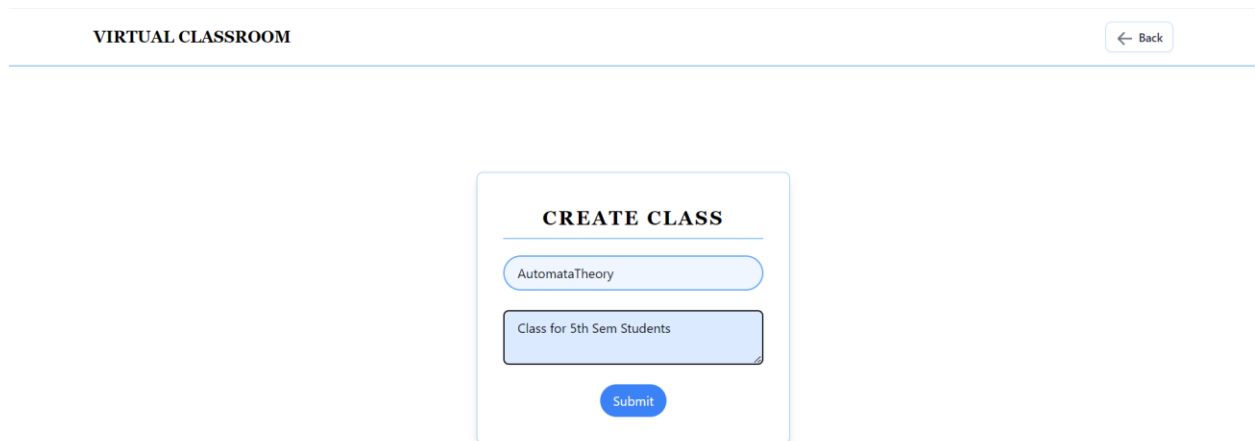 VIRTUAL CLASSROOM
← Back
CREATE CLASS
AutomataTheory
Class for 5th Sem Students
Submit